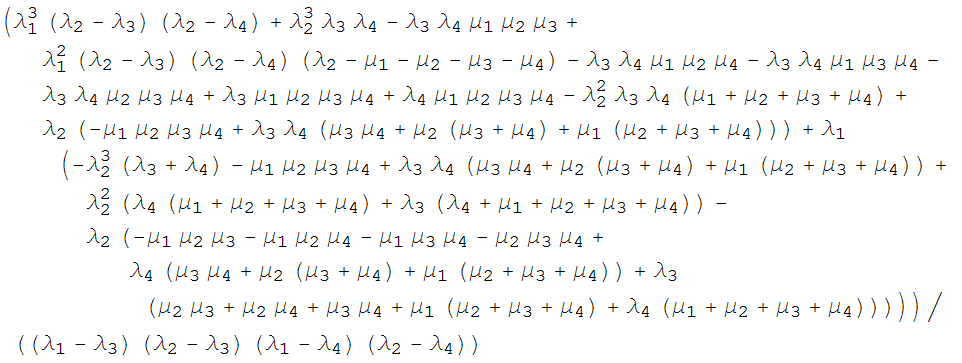 (λ₁³ (λ₂ − λ₃) (λ₂ − λ₄) + λ₂³ λ₃ λ₄ − λ₃ λ₄ μ₁ μ₂ μ₃ +
λ₁² (λ₂ − λ₃) (λ₂ − λ₄) (λ₂ − μ₁ − μ₂ − μ₃ − μ₄) − λ₃ λ₄ μ₁ μ₂ μ₄ − λ₃ λ₄ μ₁ μ₃ μ₄ −
λ₃ λ₄ μ₂ μ₃ μ₄ + λ₃ μ₁ μ₂ μ₃ μ₄ + λ₄ μ₁ μ₂ μ₃ μ₄ − λ₂² λ₃ λ₄ (μ₁ + μ₂ + μ₃ + μ₄) +
λ₂ (−μ₁ μ₂ μ₃ μ₄ + λ₃ λ₄ (μ₃ μ₄ + μ₂ (μ₃ + μ₄) + μ₁ (μ₂ + μ₃ + μ₄))) + λ₁
(−λ₂³ (λ₃ + λ₄) − μ₁ μ₂ μ₃ μ₄ + λ₃ λ₄ (μ₃ μ₄ + μ₂ (μ₃ + μ₄) + μ₁ (μ₂ + μ₃ + μ₄)) +
λ₂² (λ₄ (μ₁ + μ₂ + μ₃ + μ₄) + λ₃ (λ₄ + μ₁ + μ₂ + μ₃ + μ₄)) −
λ₂ (−μ₁ μ₂ μ₃ − μ₁ μ₂ μ₄ − μ₁ μ₃ μ₄ − μ₂ μ₃ μ₄ +
λ₄ (μ₃ μ₄ + μ₂ (μ₃ + μ₄) + μ₁ (μ₂ + μ₃ + μ₄)) + λ₃
(μ₂ μ₃ + μ₂ μ₄ + μ₃ μ₄ + μ₁ (μ₂ + μ₃ + μ₄) + λ₄ (μ₁ + μ₂ + μ₃ + μ₄))))) /
((λ₁ − λ₃) (λ₂ − λ₃) (λ₁ − λ₄) (λ₂ − λ₄))